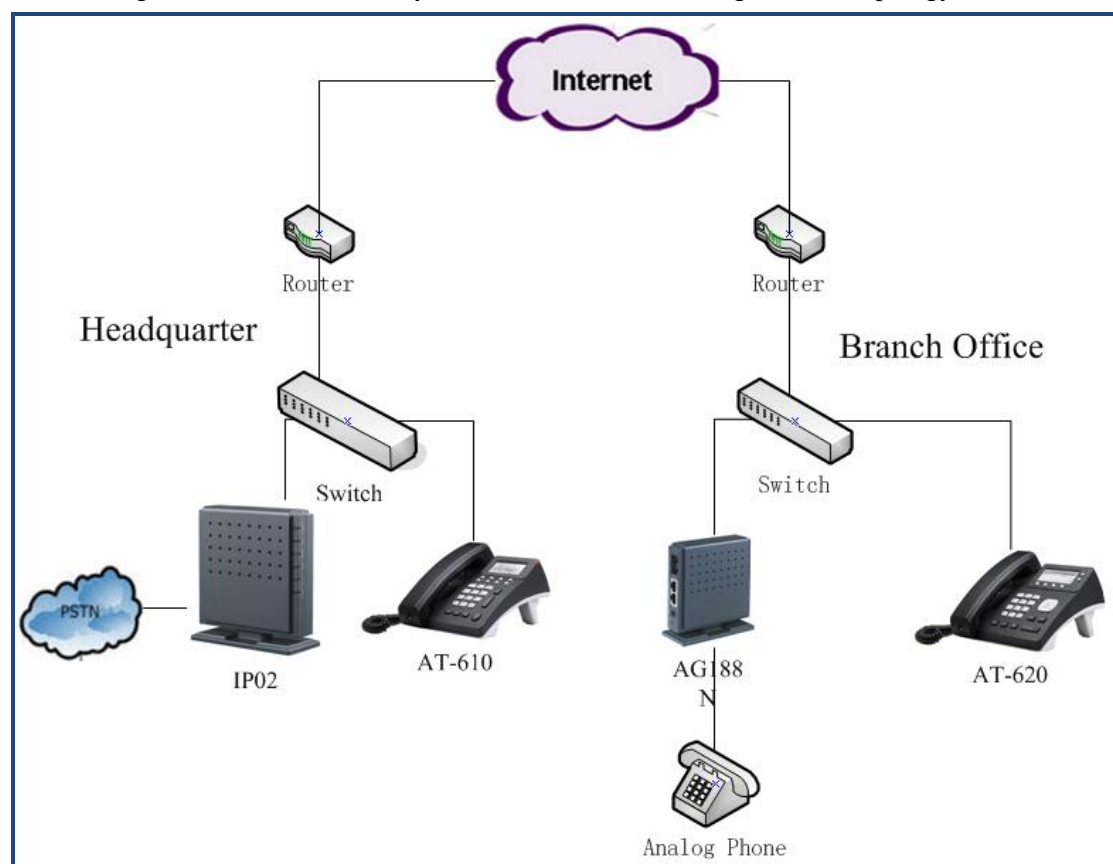 Internet
Router
Router
Headquarter
Branch Office
Switch
Switch
PSTN
IP02
AT-610
AG188
N
AT-620
Analog Phone